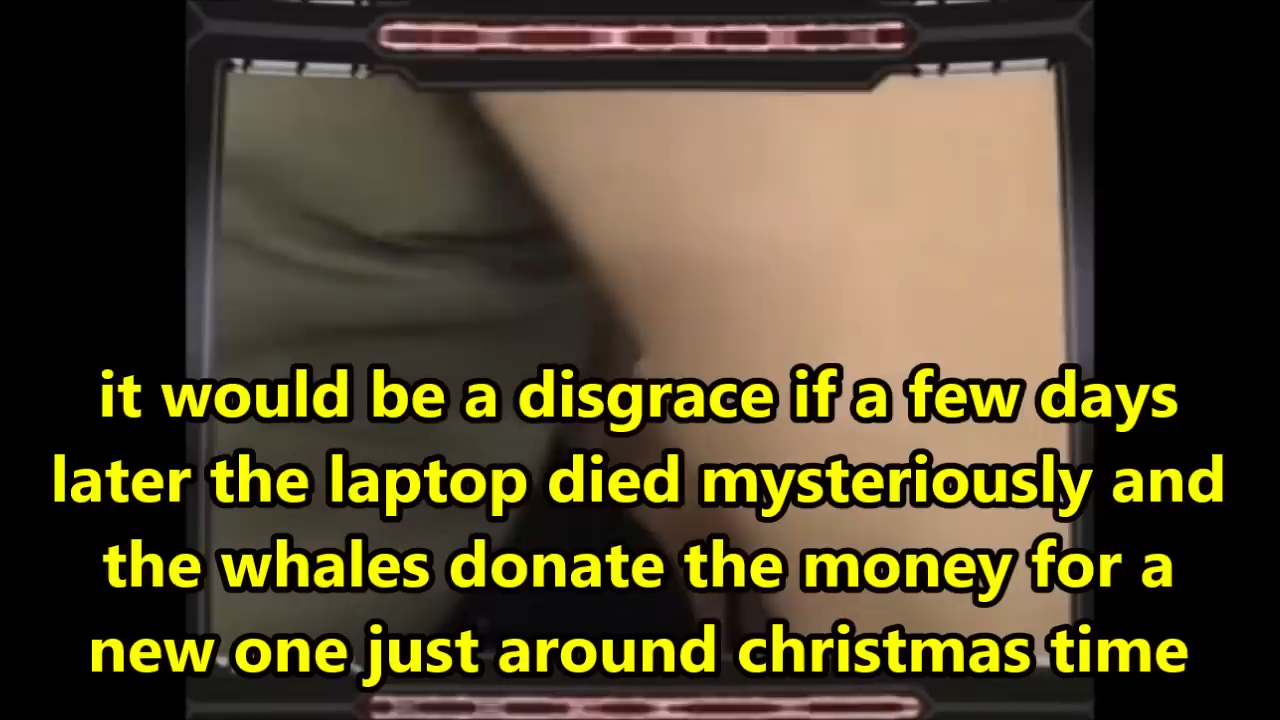 it would be a disgrace if a few days
later the laptop died mysteriously and
the whales donate the money for a
new one just around christmas time